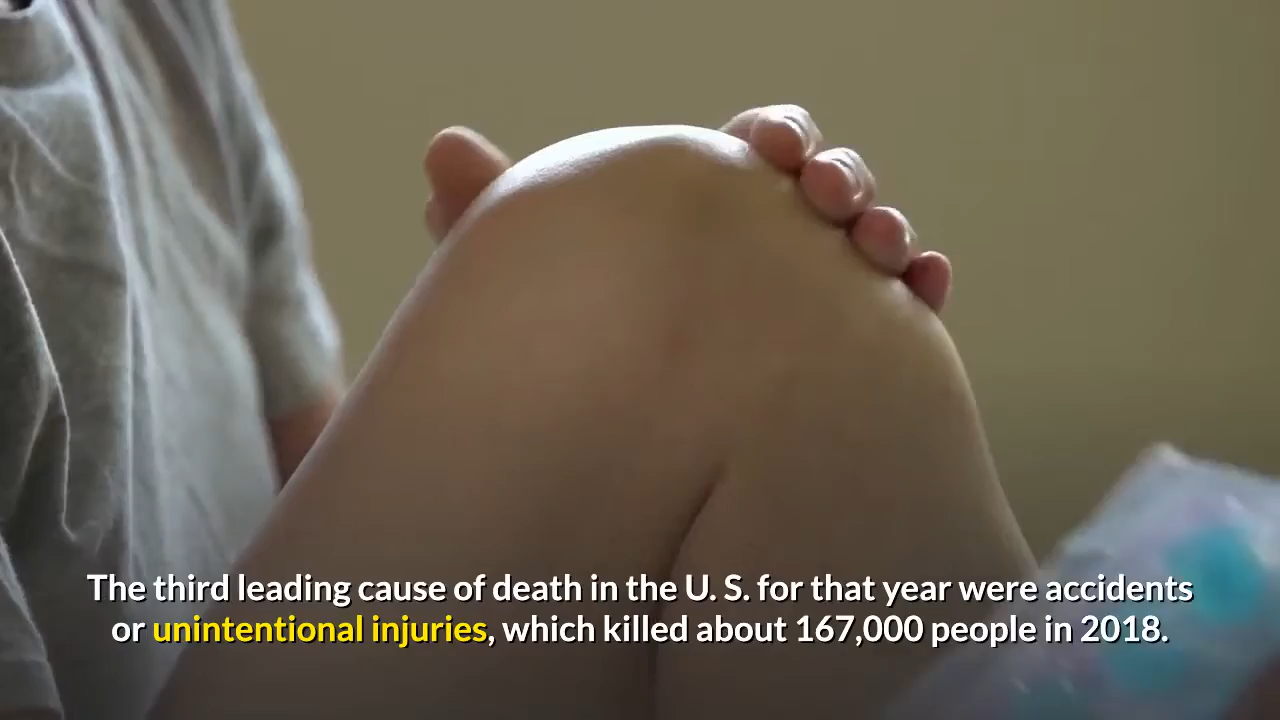 The third leading cause of death in the U. S. for that year were accidents
or unintentional injuries, which killed about 167,000 people in 2018.